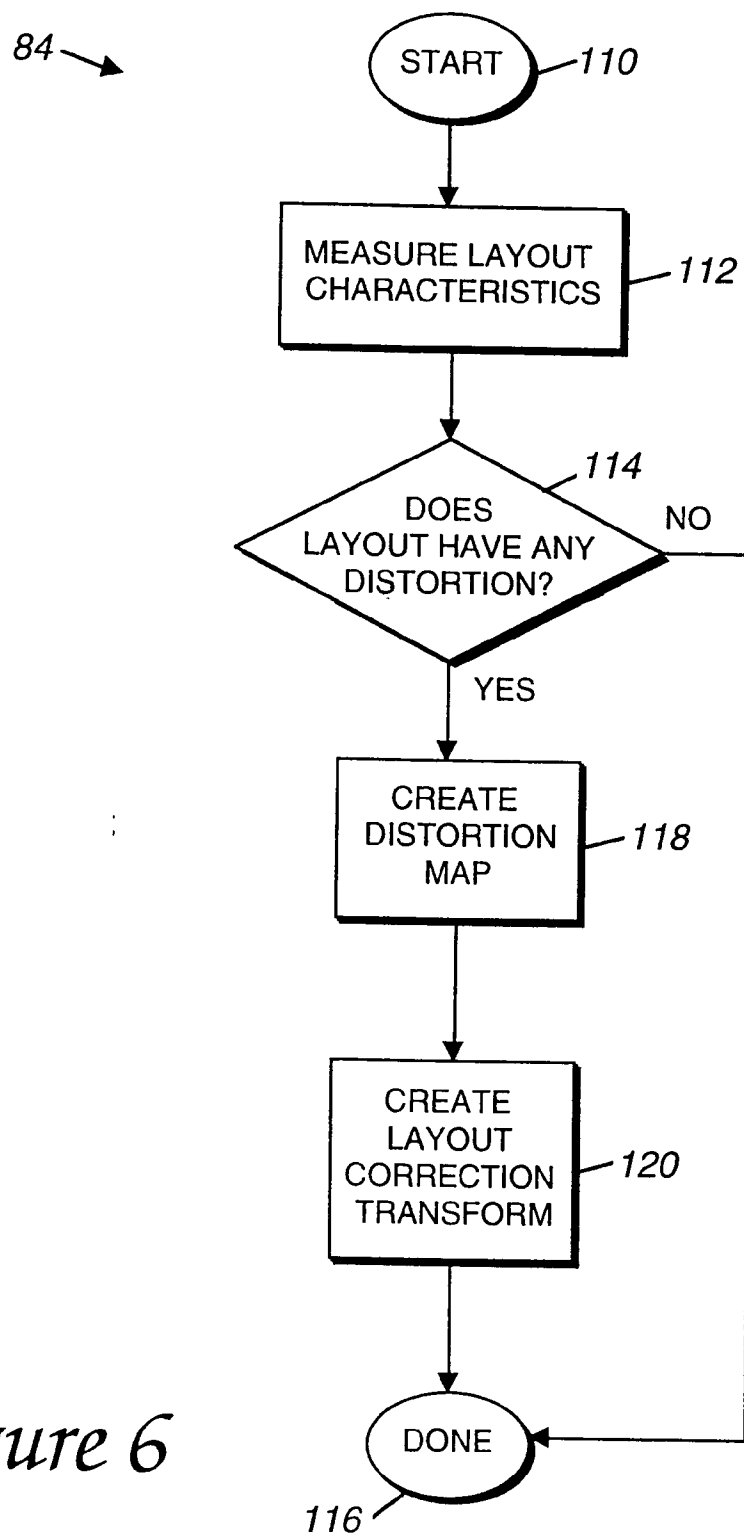 84
START
110
MEASURE LAYOUT
CHARACTERISTICS
112
114
DOES
LAYOUT HAVE ANY
DISTORTION?
NO
YES
CREATE
DISTORTION
MAP
118
CREATE
LAYOUT
CORRECTION
TRANSFORM
120
DONE
116
ure 6